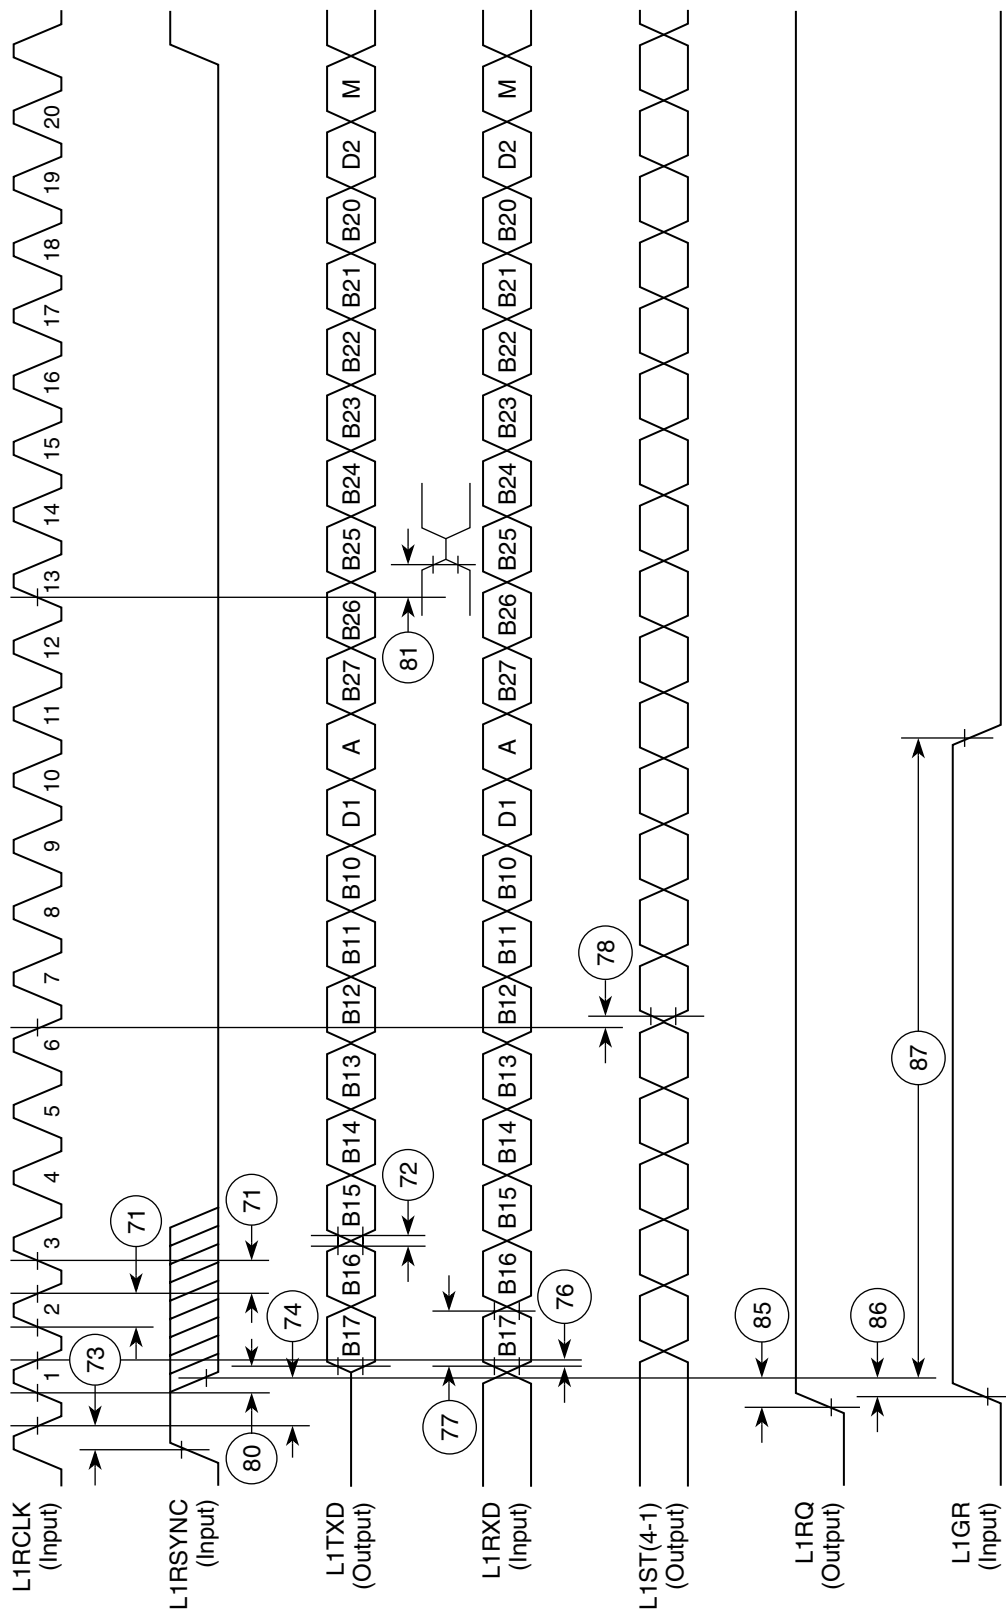 L1RCLK
(Input)
1 2 3 4 5 6 7 8 9 10 11 12 13 14 15 16 17 18 19 20
73
71
L1RSYNC
(Input)
71
80
74
L1TXD
(Output)
B17 B16 B15 B14 B13 B12 B11 B10 D1 A B27 B26 B25 B24 B23 B22 B21 B20 D2 M
72
81
77
L1RXD
(Input)
B17 B16 B15 B14 B13 B12 B11 B10 D1 A B27 B26 B25 B24 B23 B22 B21 B20 D2 M
76
78
L1ST(4-1)
(Output)
85
L1RQ
(Output)
86
87
L1GR
(Input)